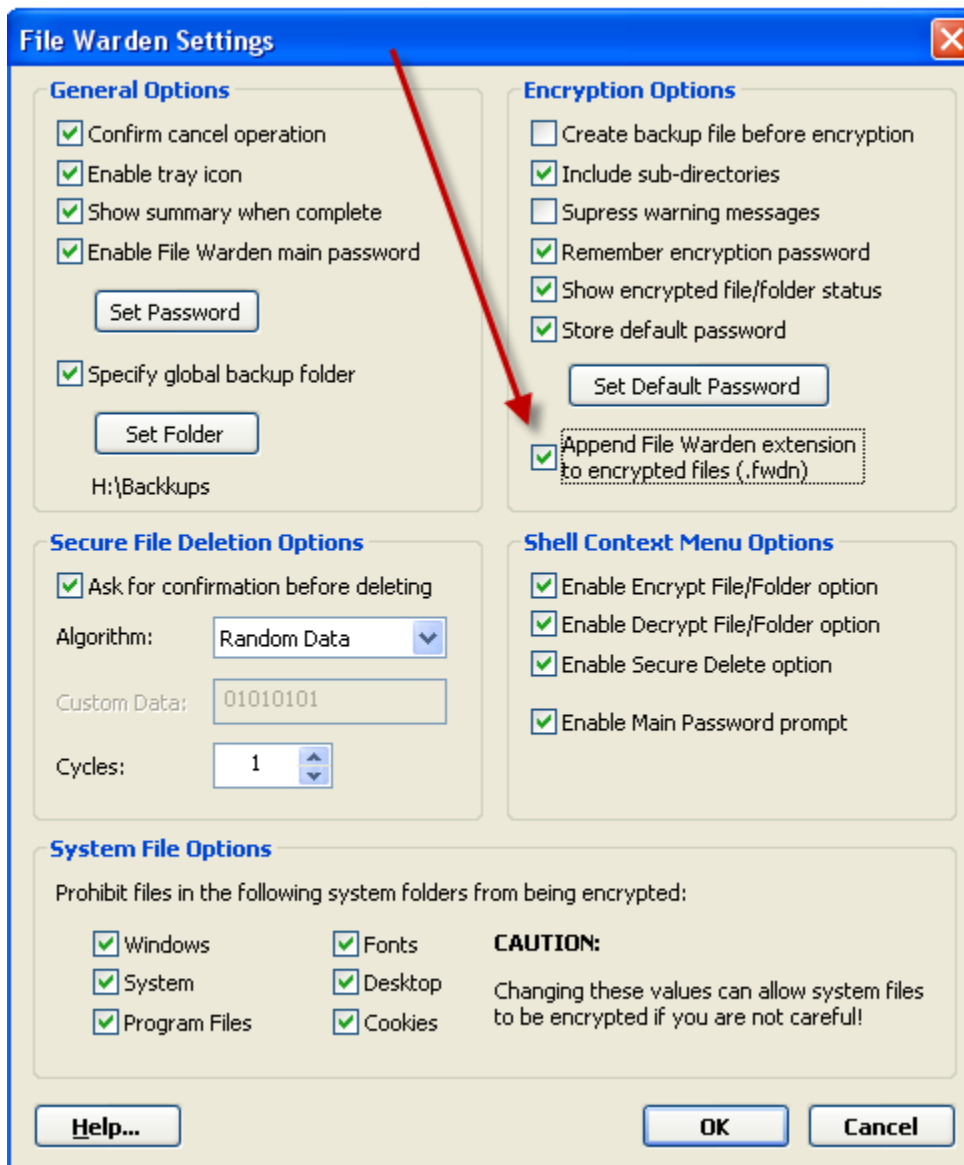 File Warden Settings
General Options
Confirm cancel operation
Enable tray icon
Show summary when complete
Enable File Warden main password
Set Password
Specify global backup folder
Set Folder
H:\Backkups
Encryption Options
Create backup file before encryption
Include sub-directories
Supress warning messages
Remember encryption password
Show encrypted file/folder status
Store default password
Set Default Password
Append File Warden extension
to encrypted files (.fwdn)
Secure File Deletion Options
Ask for confirmation before deleting
Algorithm: Random Data
Custom Data: 01010101
Cycles: 1
Shell Context Menu Options
Enable Encrypt File/Folder option
Enable Decrypt File/Folder option
Enable Secure Delete option
Enable Main Password prompt
System File Options
Prohibit files in the following system folders from being encrypted:
Windows
System
Program Files
Fonts
Desktop
Cookies
CAUTION:
Changing these values can allow system files
to be encrypted if you are not careful!
Help...
OK
Cancel